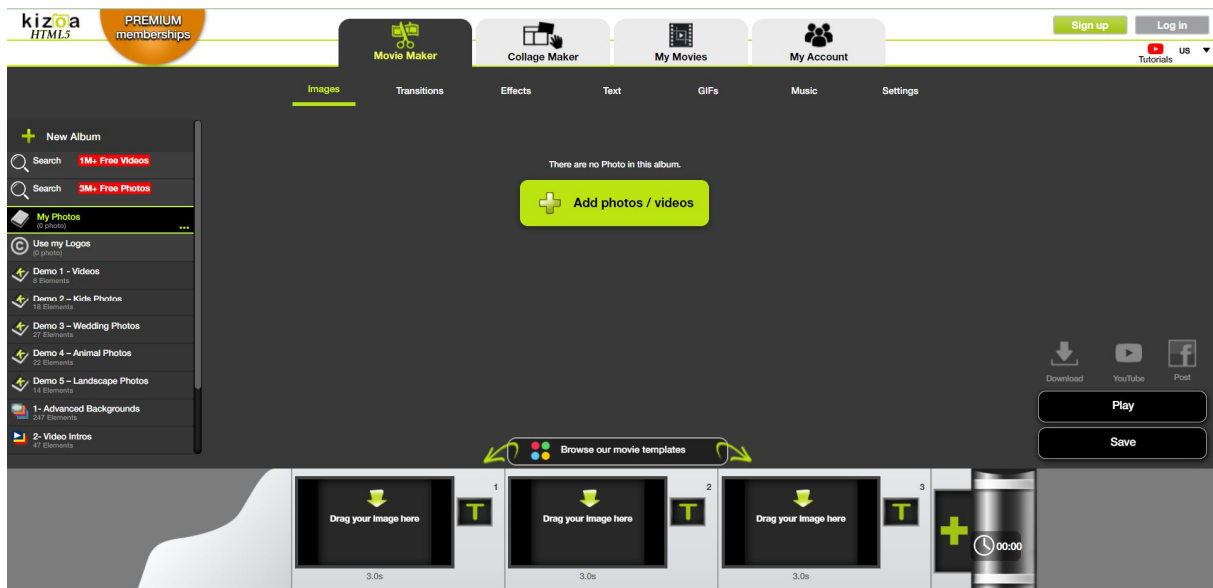 kizoa
HTML5
PREMIUM
memberships
Movie Maker
Collage Maker
My Movies
My Account
Sign up
Log in
Tutorials
US
Images
Transitions
Effects
Text
GIFs
Music
Settings
New Album
Search 1M+ Free Videos
Search 3M+ Free Photos
My Photos
(0 photo)
...
Use my Logos
(0 photo)
Demo 1 - Videos
8 Elements
Demo 2 – Kids Photos
18 Elements
Demo 3 – Wedding Photos
27 Elements
Demo 4 – Animal Photos
22 Elements
Demo 5 – Landscape Photos
14 Elements
1- Advanced Backgrounds
247 Elements
2- Video Intros
47 Elements
There are no Photo in this album.
Add photos / videos
Download
YouTube
Post
Play
Save
Browse our movie templates
Drag your Image here
T
1
3.0s
Drag your Image here
T
2
3.0s
Drag your Image here
T
3
3.0s
00:00